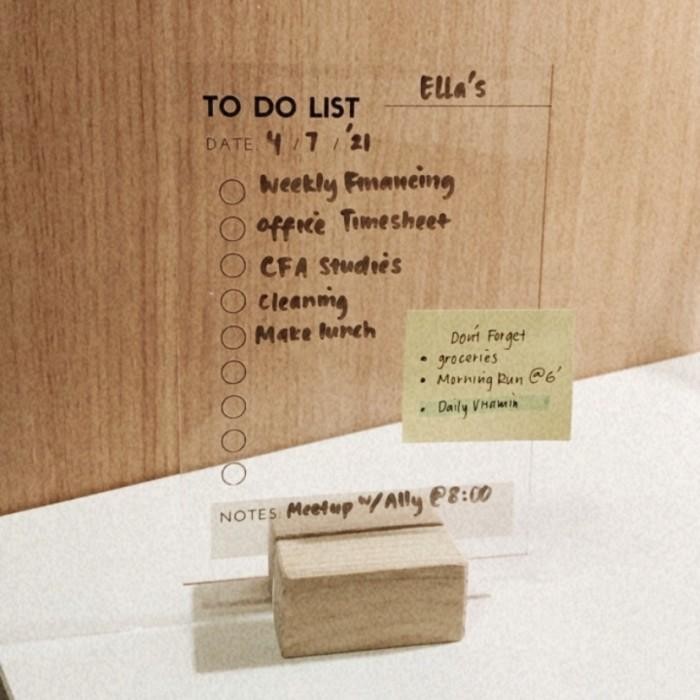 Ella's
TO DO LIST
DATE: 4 / 7 / '21
Weekly Financing
Office Timesheet
CFA Studies
Cleaning
Make lunch
Don't Forget
• groceries
• Morning Run @6'
• Daily Vitamin
NOTES: Meetup w/ Ally @8:00